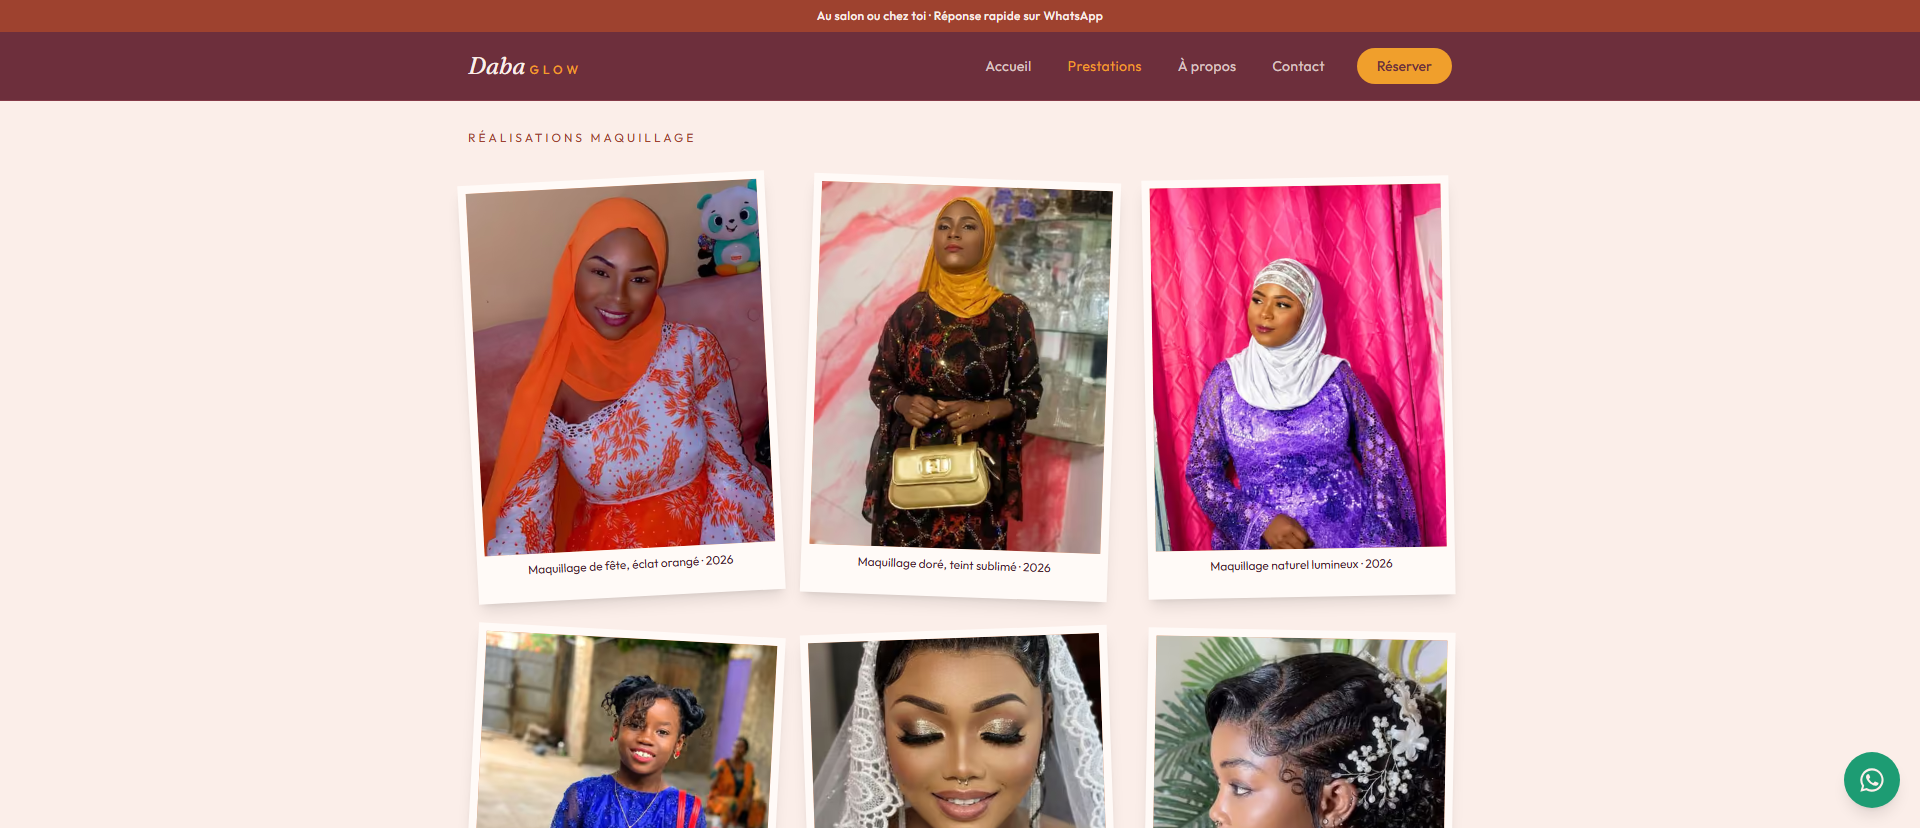 Au salon ou chez toi · Réponse rapide sur WhatsApp
Daba GLOW
Accueil
Prestations
À propos
Contact
Réserver
RÉALISATIONS MAQUILLAGE
Maquillage de fête, éclat orangé · 2026
Maquillage doré, teint sublimé · 2026
Maquillage naturel lumineux · 2026